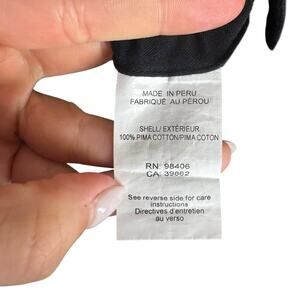 MADE IN PERU
FABRIQUÉ AU PÉROU
SHELL/ EXTÉRIEUR
100% PIMA COTTON/PIMA COTON
RN: 98406
CA: 39862
See reverse side for care
instructions
Directives d'entretien
au verso